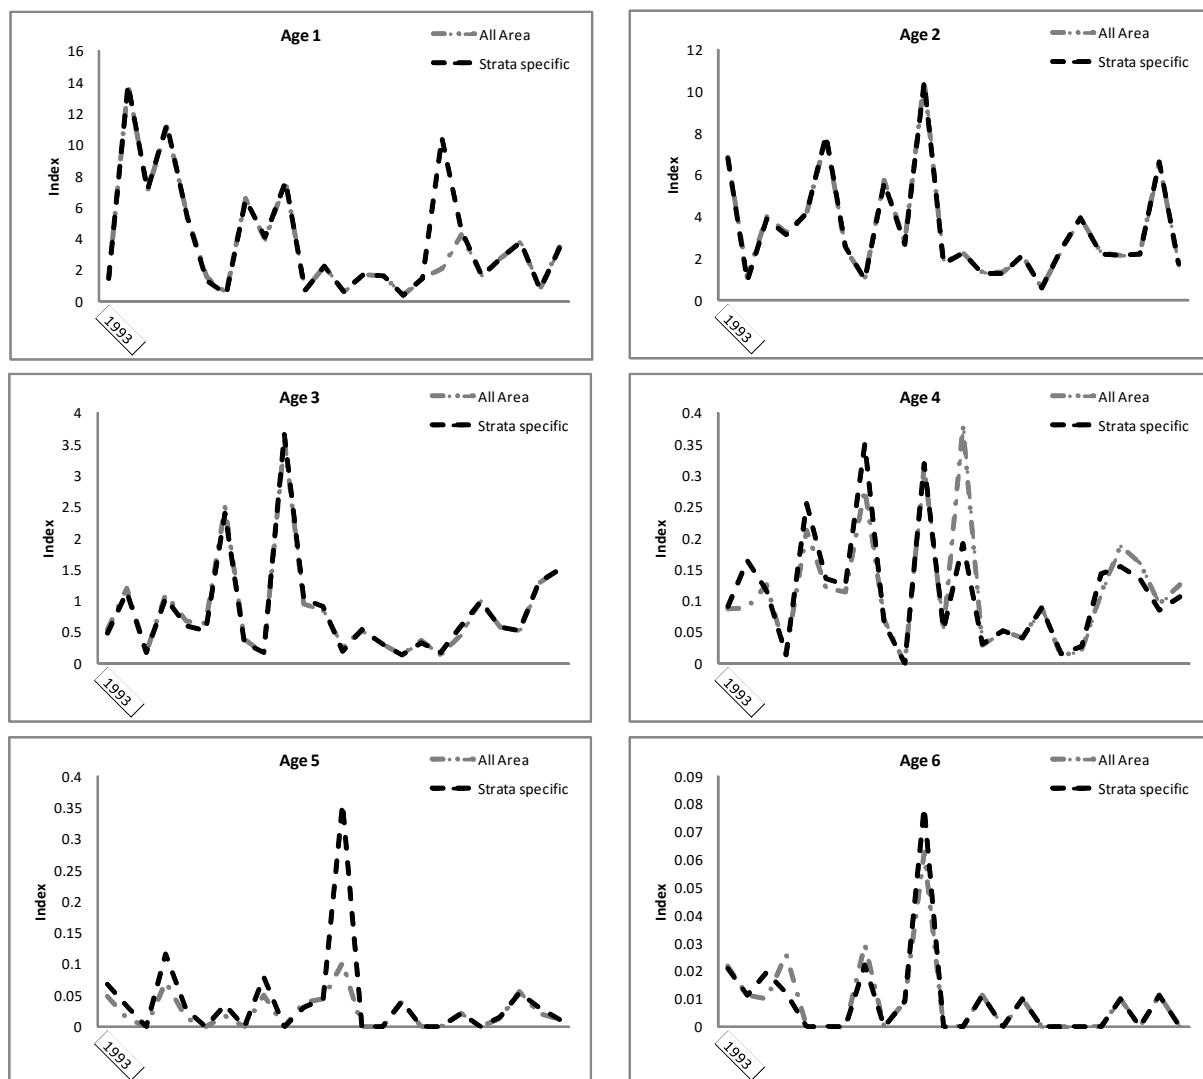 Age 1
All Area
Strata specific
16
14
12
10
8
6
4
2
0
Index
1993
Age 2
All Area
Strata specific
12
10
8
6
4
2
0
Index
1993
Age 3
All Area
Strata specific
4
3.5
3
2.5
2
1.5
1
0.5
0
Index
1993
Age 4
All Area
Strata specific
0.4
0.35
0.3
0.25
0.2
0.15
0.1
0.05
0
Index
1993
Age 5
All Area
Strata specific
0.4
0.35
0.3
0.25
0.2
0.15
0.1
0.05
0
Index
1993
Age 6
All Area
Strata specific
0.09
0.08
0.07
0.06
0.05
0.04
0.03
0.02
0.01
0
Index
1993